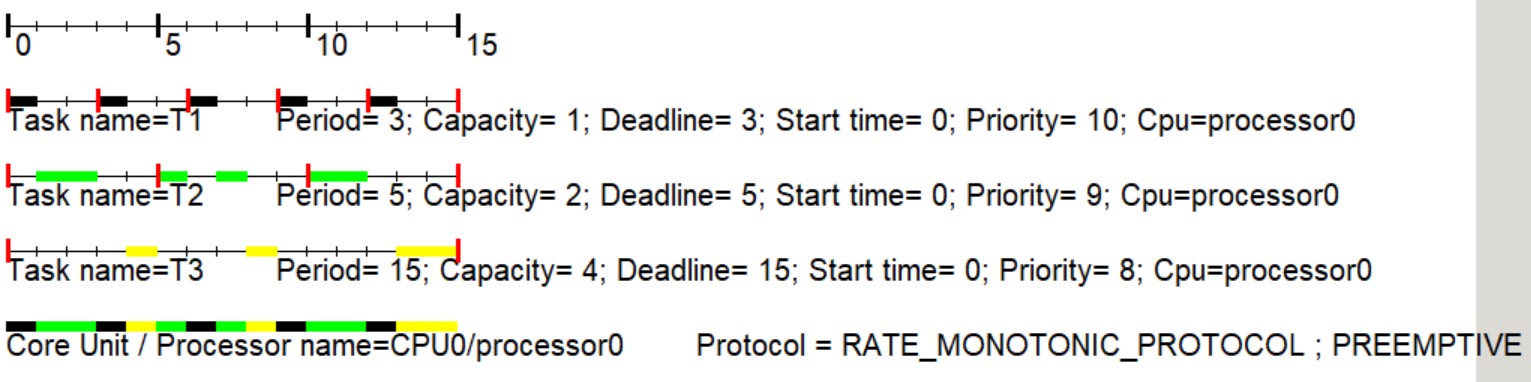 0 5 10 15
Task name=T1 Period= 3; Capacity= 1; Deadline= 3; Start time= 0; Priority= 10; Cpu=processor0
Task name=T2 Period= 5; Capacity= 2; Deadline= 5; Start time= 0; Priority= 9; Cpu=processor0
Task name=T3 Period= 15; Capacity= 4; Deadline= 15; Start time= 0; Priority= 8; Cpu=processor0
Core Unit / Processor name=CPU0/processor0 Protocol = RATE_MONOTONIC_PROTOCOL ; PREEMPTIVE